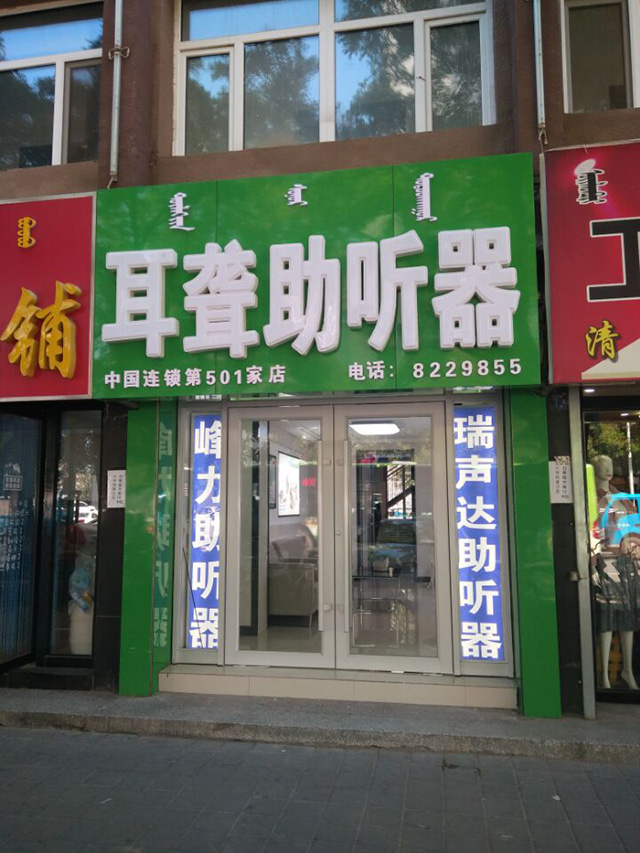 耳聋助听器
中国连锁第501家店
电话：8229855
峰力助听器
瑞声达助听器
铺
清